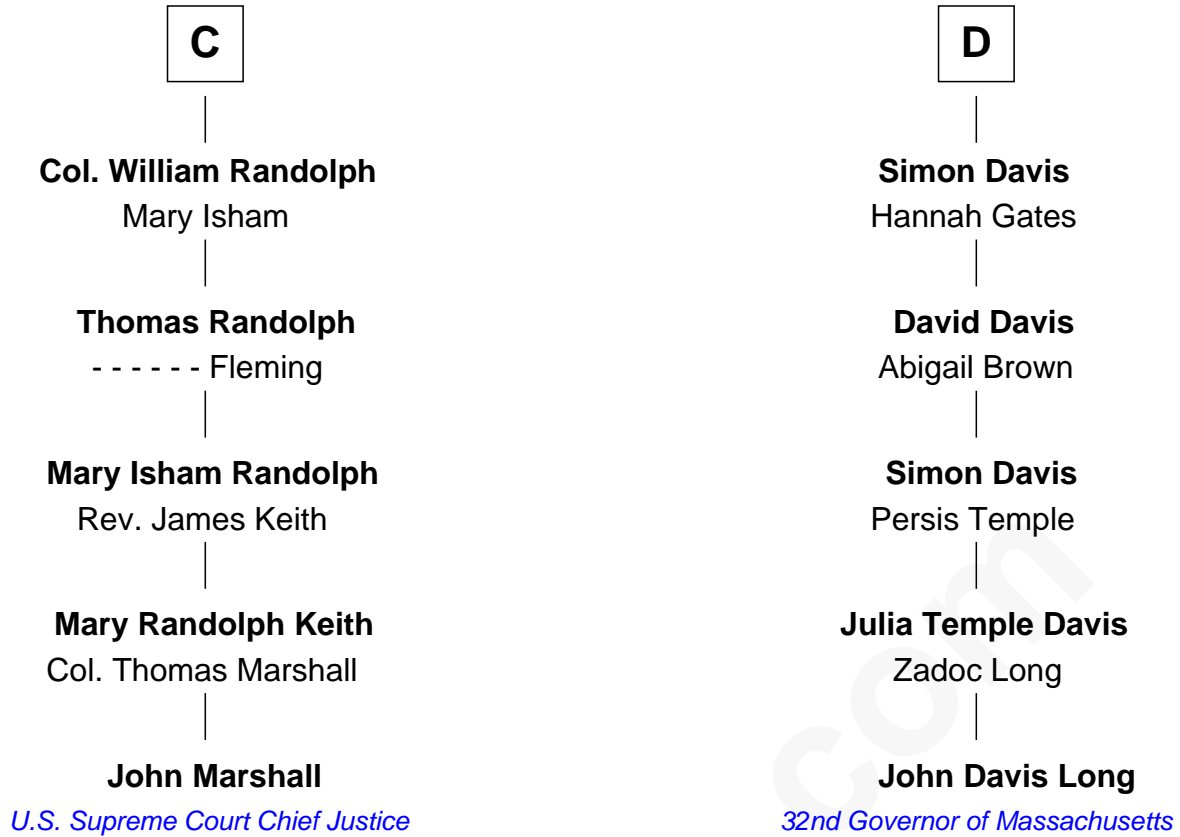 C
Col. William Randolph
Mary Isham
Thomas Randolph
- - - - - - Fleming
Mary Isham Randolph
Rev. James Keith
Mary Randolph Keith
Col. Thomas Marshall
John Marshall
U.S. Supreme Court Chief Justice
D
Simon Davis
Hannah Gates
David Davis
Abigail Brown
Simon Davis
Persis Temple
Julia Temple Davis
Zadoc Long
John Davis Long
32nd Governor of Massachusetts
com